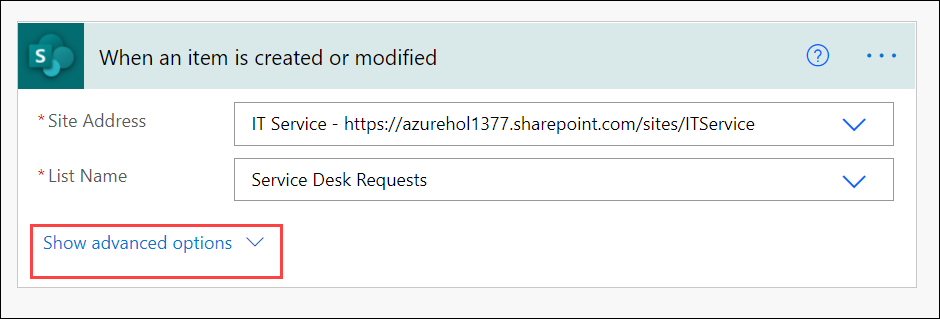 S
When an item is created or modified
* Site Address
IT Service - https://azurehol1377.sharepoint.com/sites/ITService
* List Name
Service Desk Requests
Show advanced options